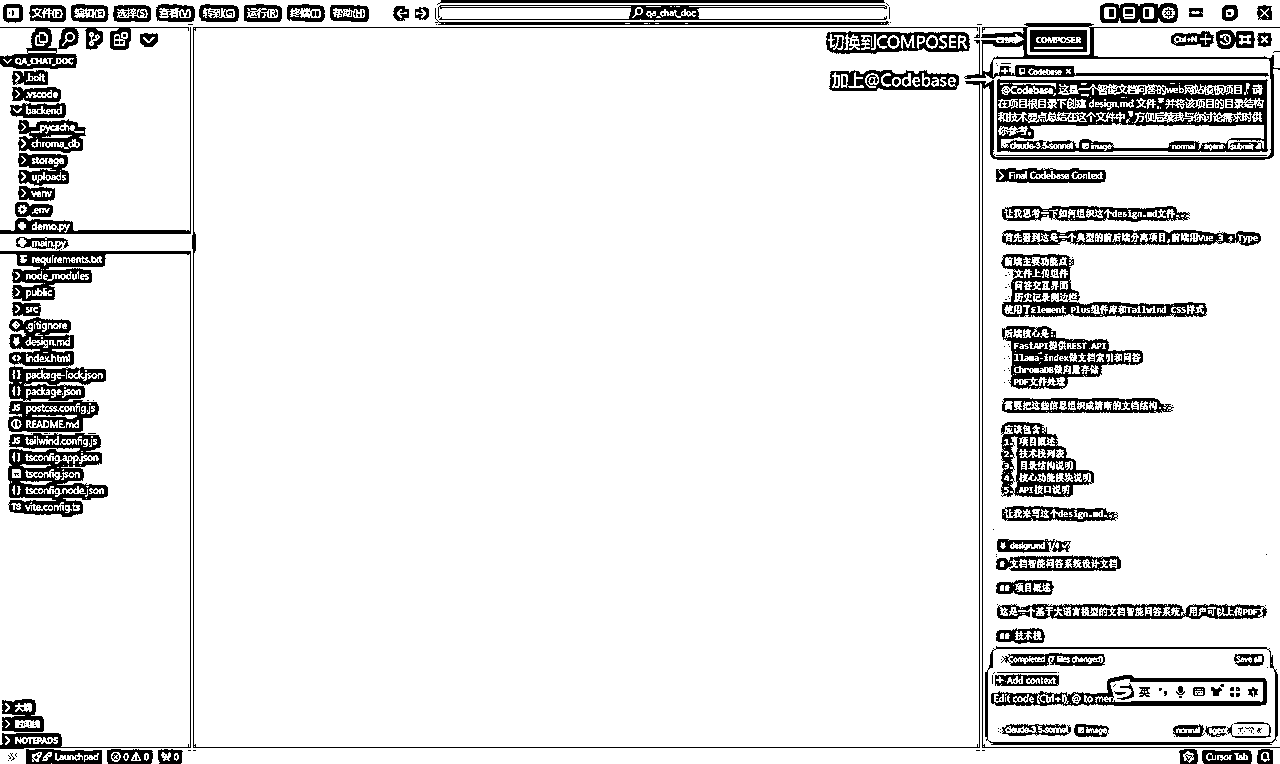 文件(F) 编辑(E) 选择(S) 查看(V) 转到(G) 运行(R) 终端(T) 帮助(H)
qa_chat_doc
QA_CHAT_DOC
.bolt
.vscode
backend
__pycache__
chroma_db
storage
uploads
venv
.env
demo.py
main.py
requirements.txt
node_modules
public
src
.gitignore
design.md
index.html
package-lock.json
package.json
postcss.config.js
README.md
tailwind.config.js
tsconfig.app.json
tsconfig.json
tsconfig.node.json
vite.config.ts
大纲
时间线
NOTEPADS
切换到COMPOSER
加上@Codebase
COMPOSER
Ctrl+N
Codebase
@Codebase 这是一个智能文档问答的web网站模板项目，请
在项目根目录下创建 design.md 文件，并将该项目的目录结构
和技术要点总结在这个文件中，方便后续我与你讨论需求时供
你参考。
claude-3.5-sonnet image normal agent submit all
Final Codebase Context
让我思考一下如何组织这个design.md文件...
首先看到这是一个典型的前后端分离项目,前端用Vue 3 + Type
前端主要功能点:
- 文件上传组件
- 问答交互界面
- 历史记录侧边栏
使用了Element Plus组件库和Tailwind CSS样式
后端核心是:
- FastAPI提供REST API
- llama-index做文档索引和问答
- ChromaDB做向量存储
- PDF文件处理
需要把这些信息组织成清晰的文档结构...
应该包含:
1. 项目概述
2. 技术栈列表
3. 目录结构说明
4. 核心功能模块说明
5. API接口说明
让我来写这个design.md...
design.md
# 文档智能问答系统设计文档
## 项目概述
这是一个基于大语言模型的文档智能问答系统，用户可以上传PDF文
## 技术栈
Completed (7 files changed) Save all
+ Add context
Edit code (Ctrl+I), @ to men
英
claude-3.5-sonnet image normal agent
Launchpad 0 0 0 Cursor Tab